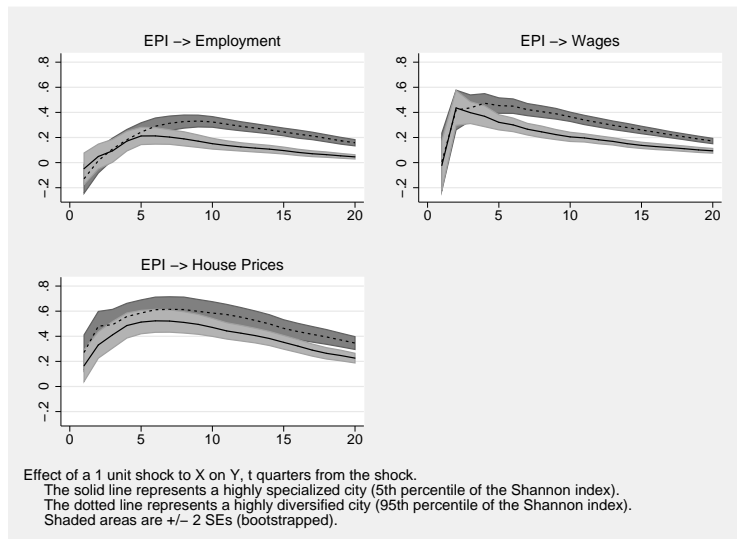 EPI −> Employment
EPI −> Wages
.8
.6
.4
.2
0
−.2
0 5 10 15 20
.8
.6
.4
.2
0
−.2
0 5 10 15 20
EPI −> House Prices
.8
.6
.4
.2
0
−.2
0 5 10 15 20
Effect of a 1 unit shock to X on Y, t quarters from the shock.
The solid line represents a highly specialized city (5th percentile of the Shannon index).
The dotted line represents a highly diversified city (95th percentile of the Shannon index).
Shaded areas are +/− 2 SEs (bootstrapped).